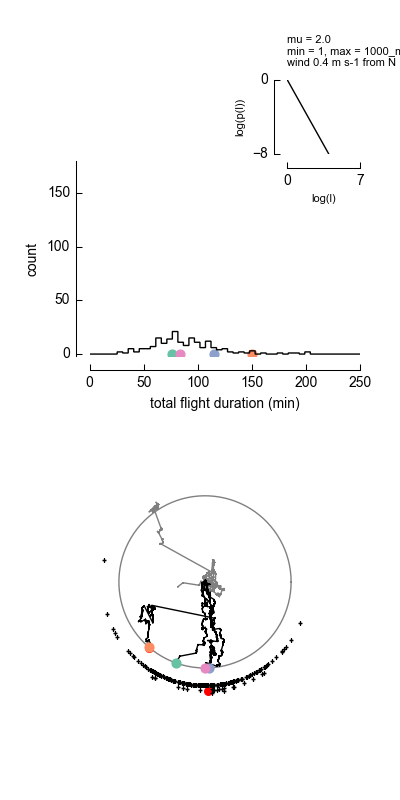 mu = 2.0
min = 1, max = 1000_m
wind 0.4 m s-1 from N
log(p(l))
0
−8
0 7
log(l)
count
150
100
50
0
0 50 100 150 200 250
total flight duration (min)